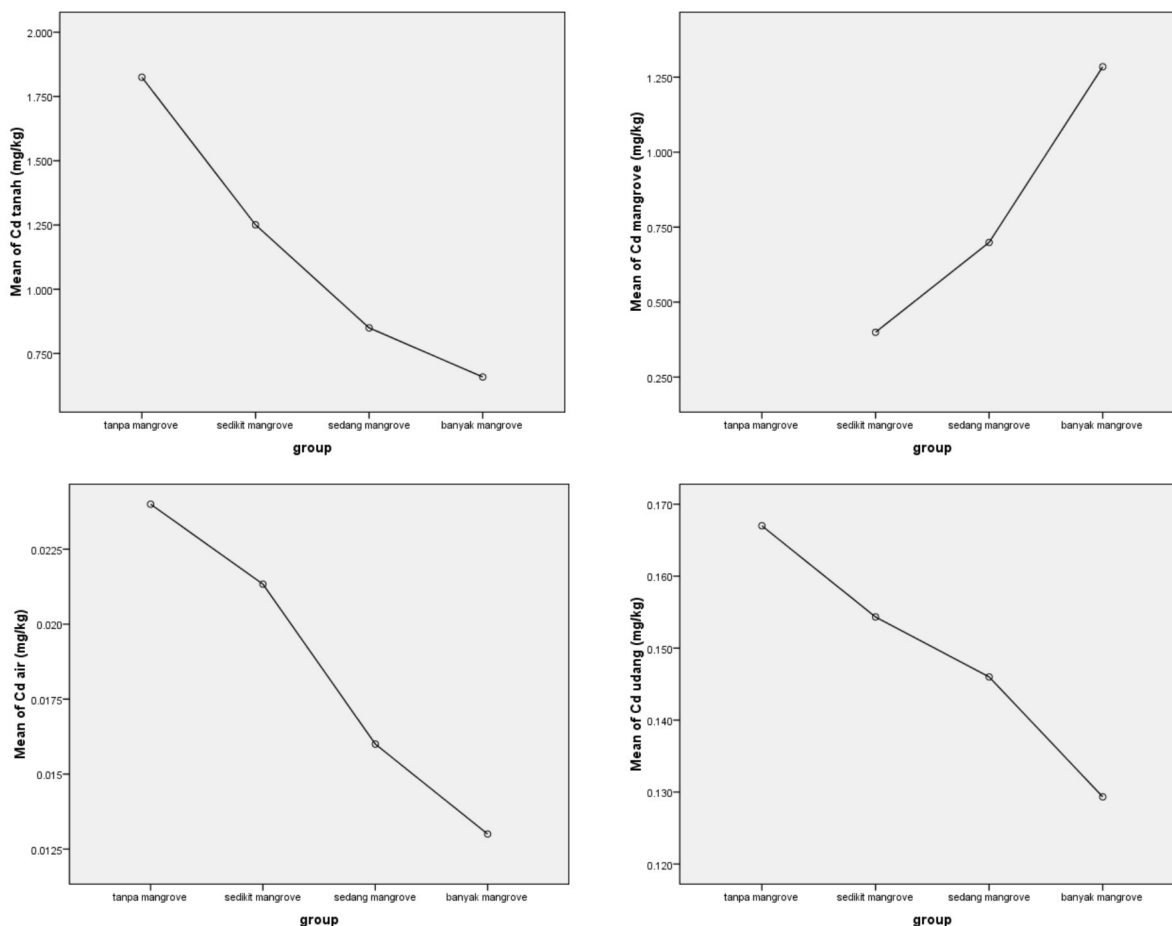 Mean of Cd tanah (mg/kg)
2.000
1.750
1.500
1.250
1.000
0.750
tanpa mangrove sedikit mangrove sedang mangrove banyak mangrove
group
Mean of Cd mangrove (mg/kg)
1.250
1.000
0.750
0.500
0.250
tanpa mangrove sedikit mangrove sedang mangrove banyak mangrove
group
Mean of Cd air (mg/kg)
0.0225
0.020
0.0175
0.015
0.0125
tanpa mangrove sedikit mangrove sedang mangrove banyak mangrove
group
Mean of Cd udang (mg/kg)
0.170
0.160
0.150
0.140
0.130
0.120
tanpa mangrove sedikit mangrove sedang mangrove banyak mangrove
group